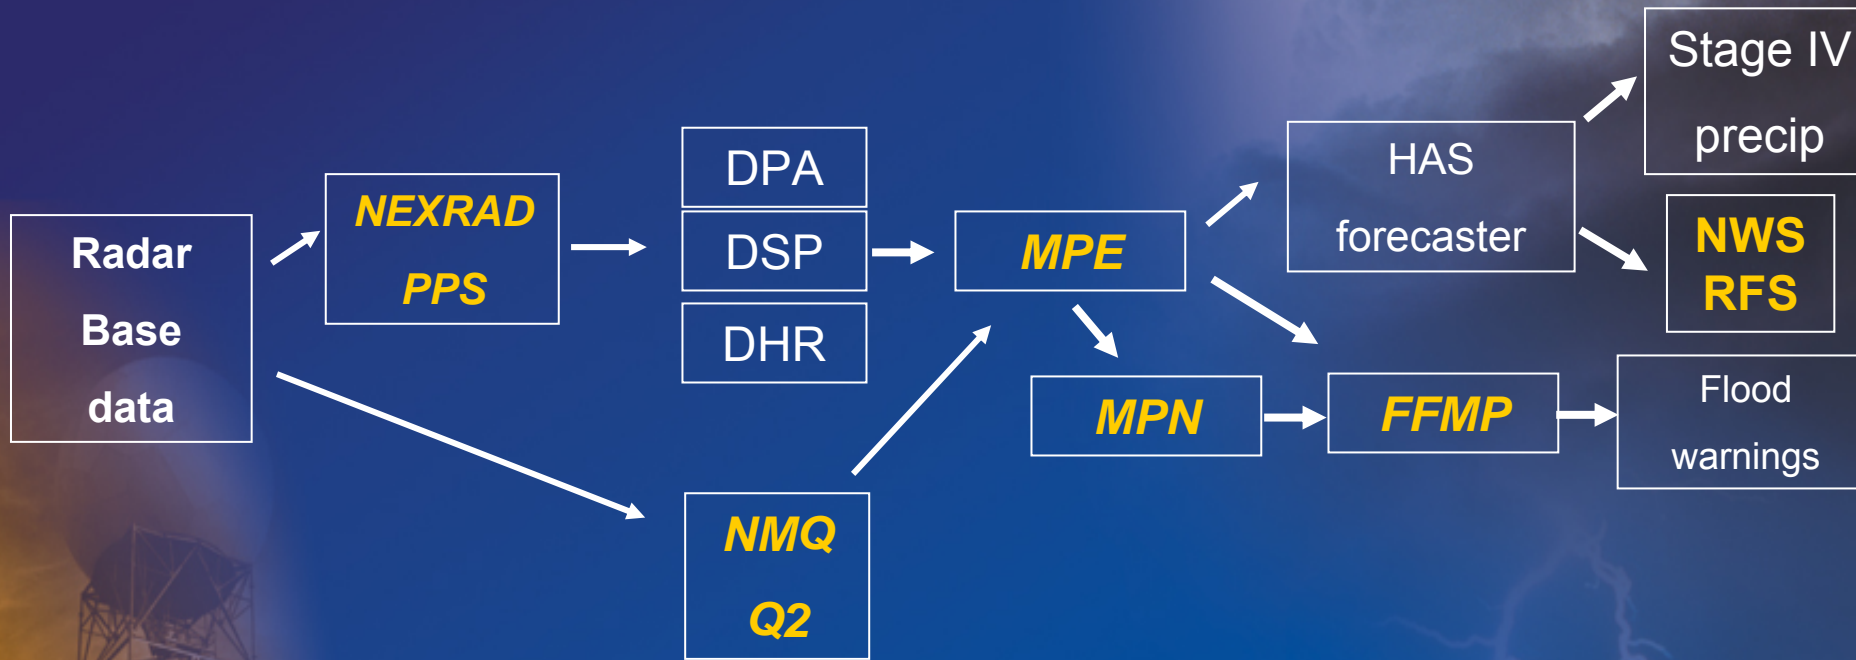 Radar
Base
data
NEXRAD
PPS
DPA
DSP
DHR
NMQ
Q2
MPE
MPN
HAS
forecaster
FFMP
Stage IV
precip
NWS
RFS
Flood
warnings